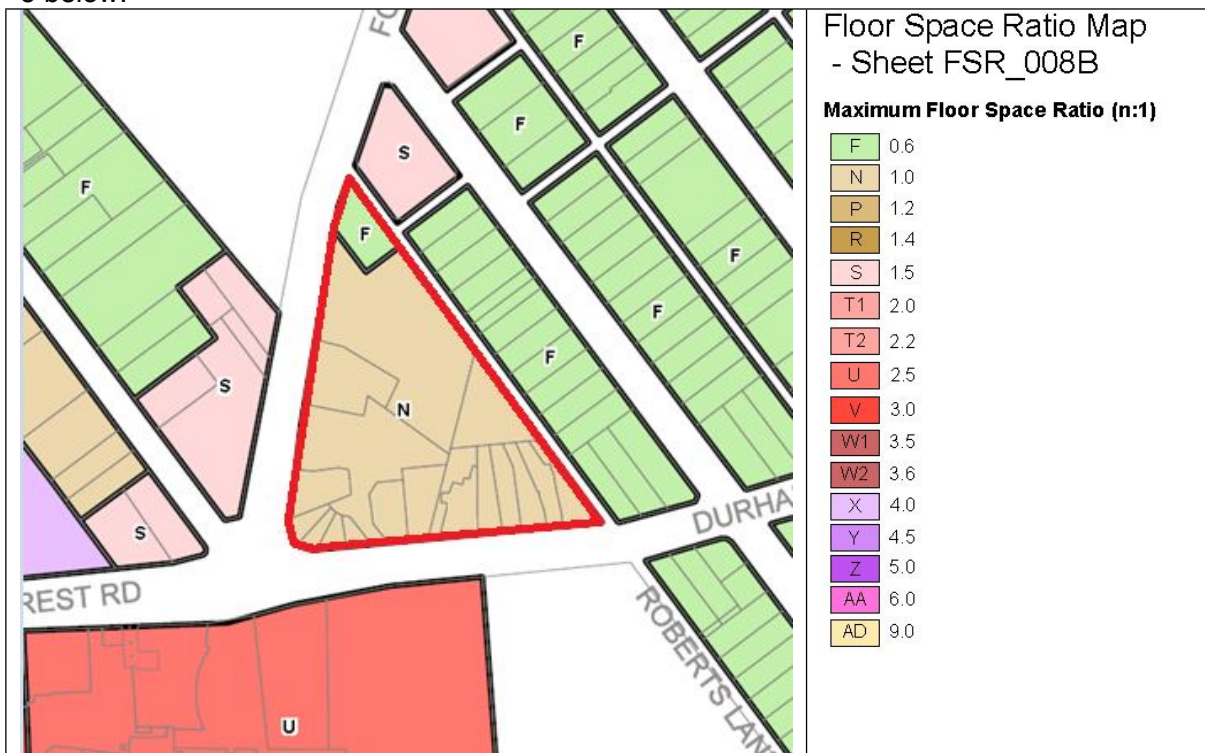 below.
Floor Space Ratio Map
- Sheet FSR_008B
Maximum Floor Space Ratio (n:1)
F 0.6
N 1.0
P 1.2
R 1.4
S 1.5
T1 2.0
T2 2.2
U 2.5
V 3.0
W1 3.5
W2 3.6
X 4.0
Y 4.5
Z 5.0
AA 6.0
AD 9.0
FO
F
F
S
F
F
F
F
F
S
N
S
DURHA
REST RD
ROBERTS LAN
U